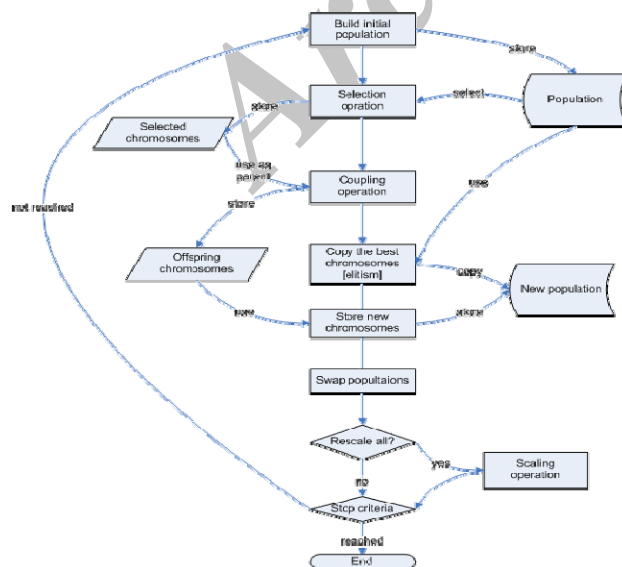 Build initial
population
store
Selection
opration
select
Population
store
Selected
chromosomes
use as
parent
Coupling
operation
not reached
store
use
Offspring
chromosomes
Copy the best
chromosomes
[elitism]
copy
New population
use
Store new
chromosomes
store
Swap popultaions
Rescale all?
yes
Scaling
operation
no
Stop criteria
reached
End